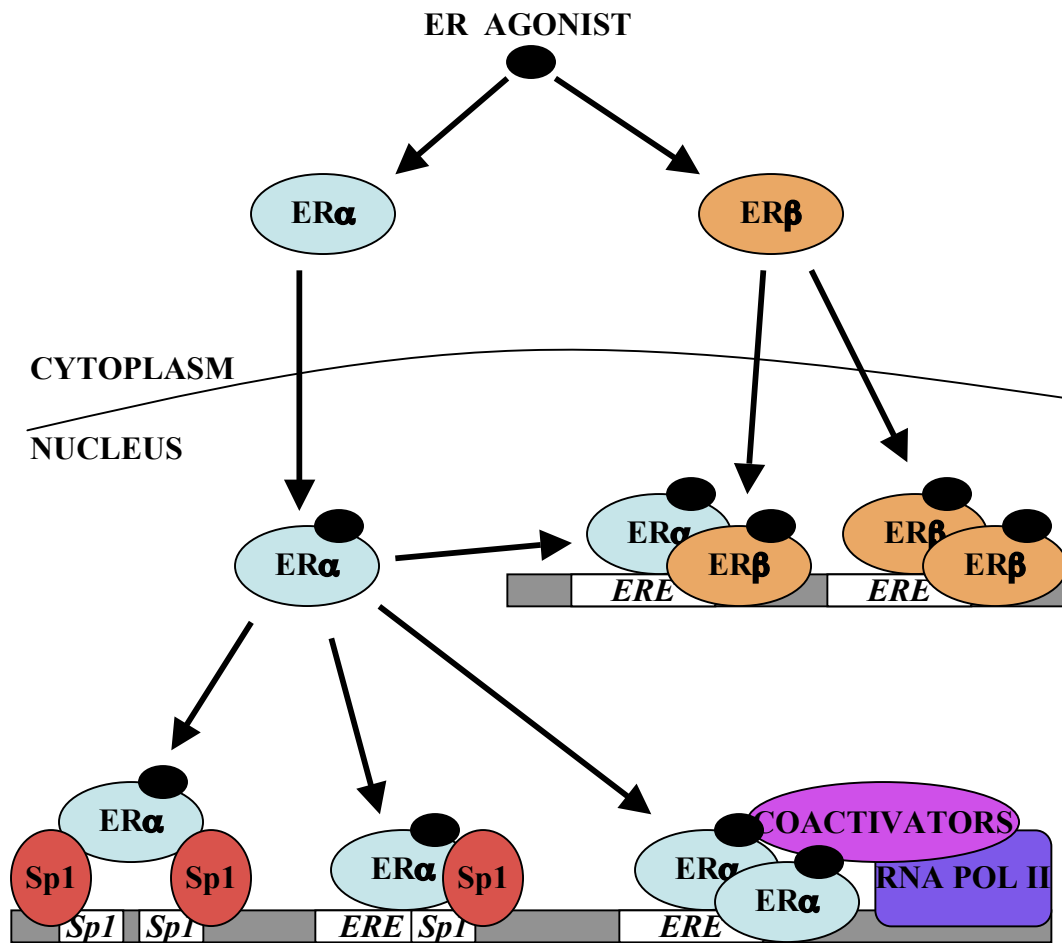 ER AGONIST
ERα
ERβ
CYTOPLASM
NUCLEUS
ERα
ERβ
ERβ
ERβ
ERα
ERE
ERE
ERα
COACTIVATORS
ERα
ERα
RNA POL II
Sp1
Sp1
Sp1
ERα
Sp1
Sp1
ERE
Sp1
ERE